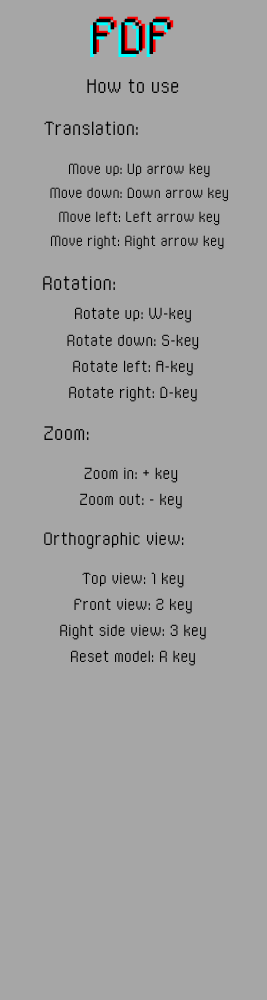 FDF
How to use
Translation:
Move up: Up arrow key
Move down: Down arrow key
Move left: Left arrow key
Move right: Right arrow key
Rotation:
Rotate up: W-key
Rotate down: S-key
Rotate left: A-key
Rotate right: D-key
Zoom:
Zoom in: + key
Zoom out: - key
Orthographic view:
Top view: 1 key
Front view: 2 key
Right side view: 3 key
Reset model: R key